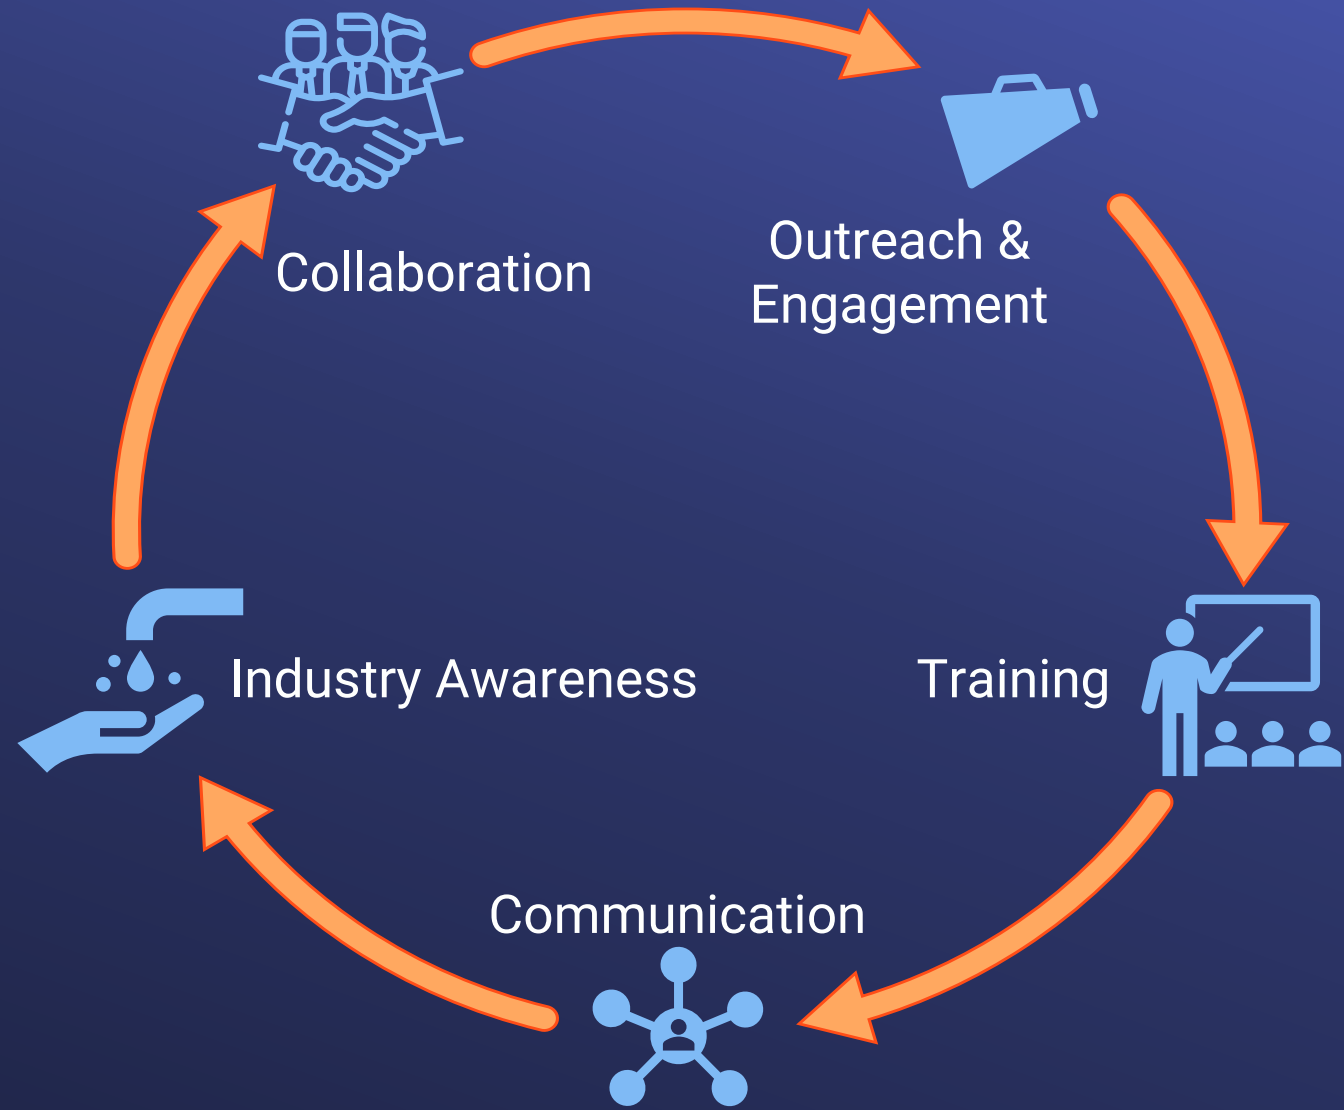 Collaboration
Outreach &
Engagement
Industry Awareness
Training
Communication